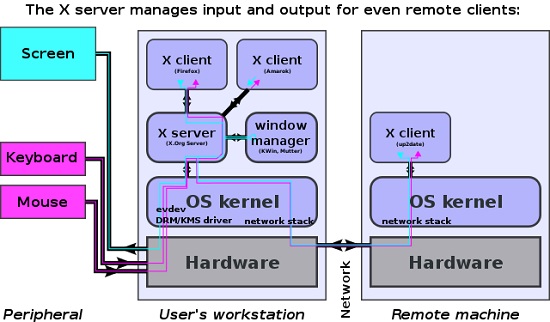 The X server manages input and output for even remote clients:
Screen
Keyboard
Mouse
X client
(Firefox)
X client
(Amarok)
X server
(X.Org Server)
window
manager
(KWin, Mutter)
OS kernel
evdev
DRM/KMS driver
network stack
Hardware
Network
X client
(up2date)
OS kernel
network stack
Hardware
Peripheral
User's workstation
Remote machine